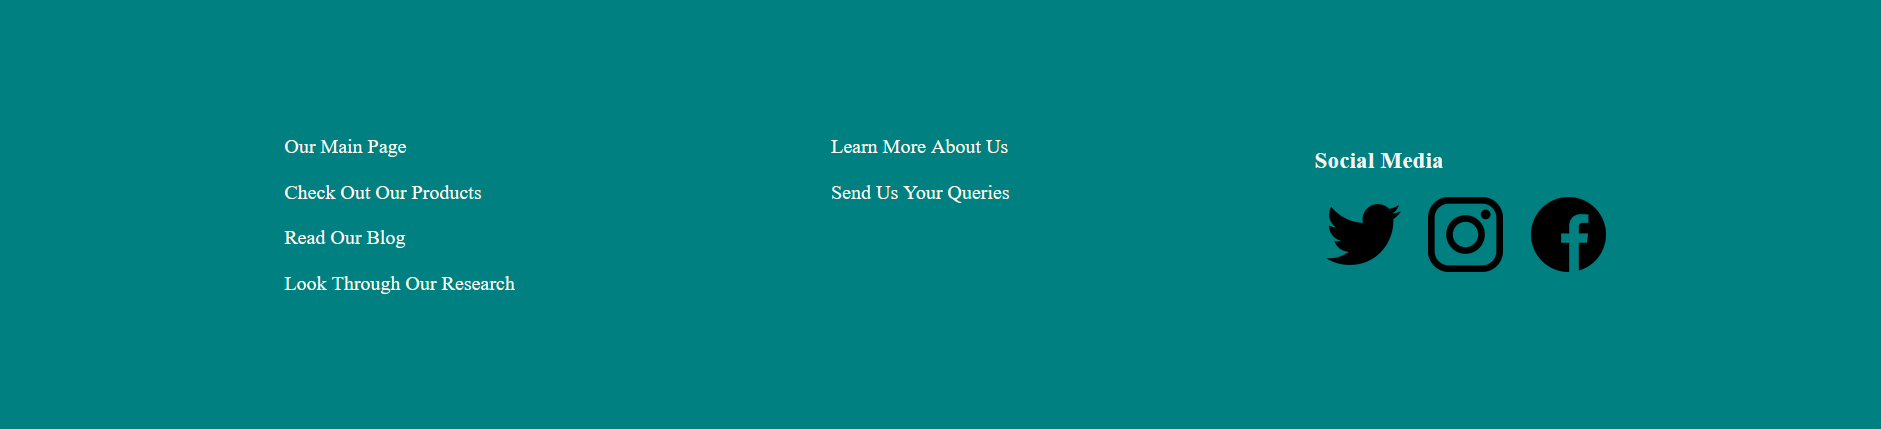 Our Main Page
Check Out Our Products
Read Our Blog
Look Through Our Research
Learn More About Us
Send Us Your Queries
Social Media